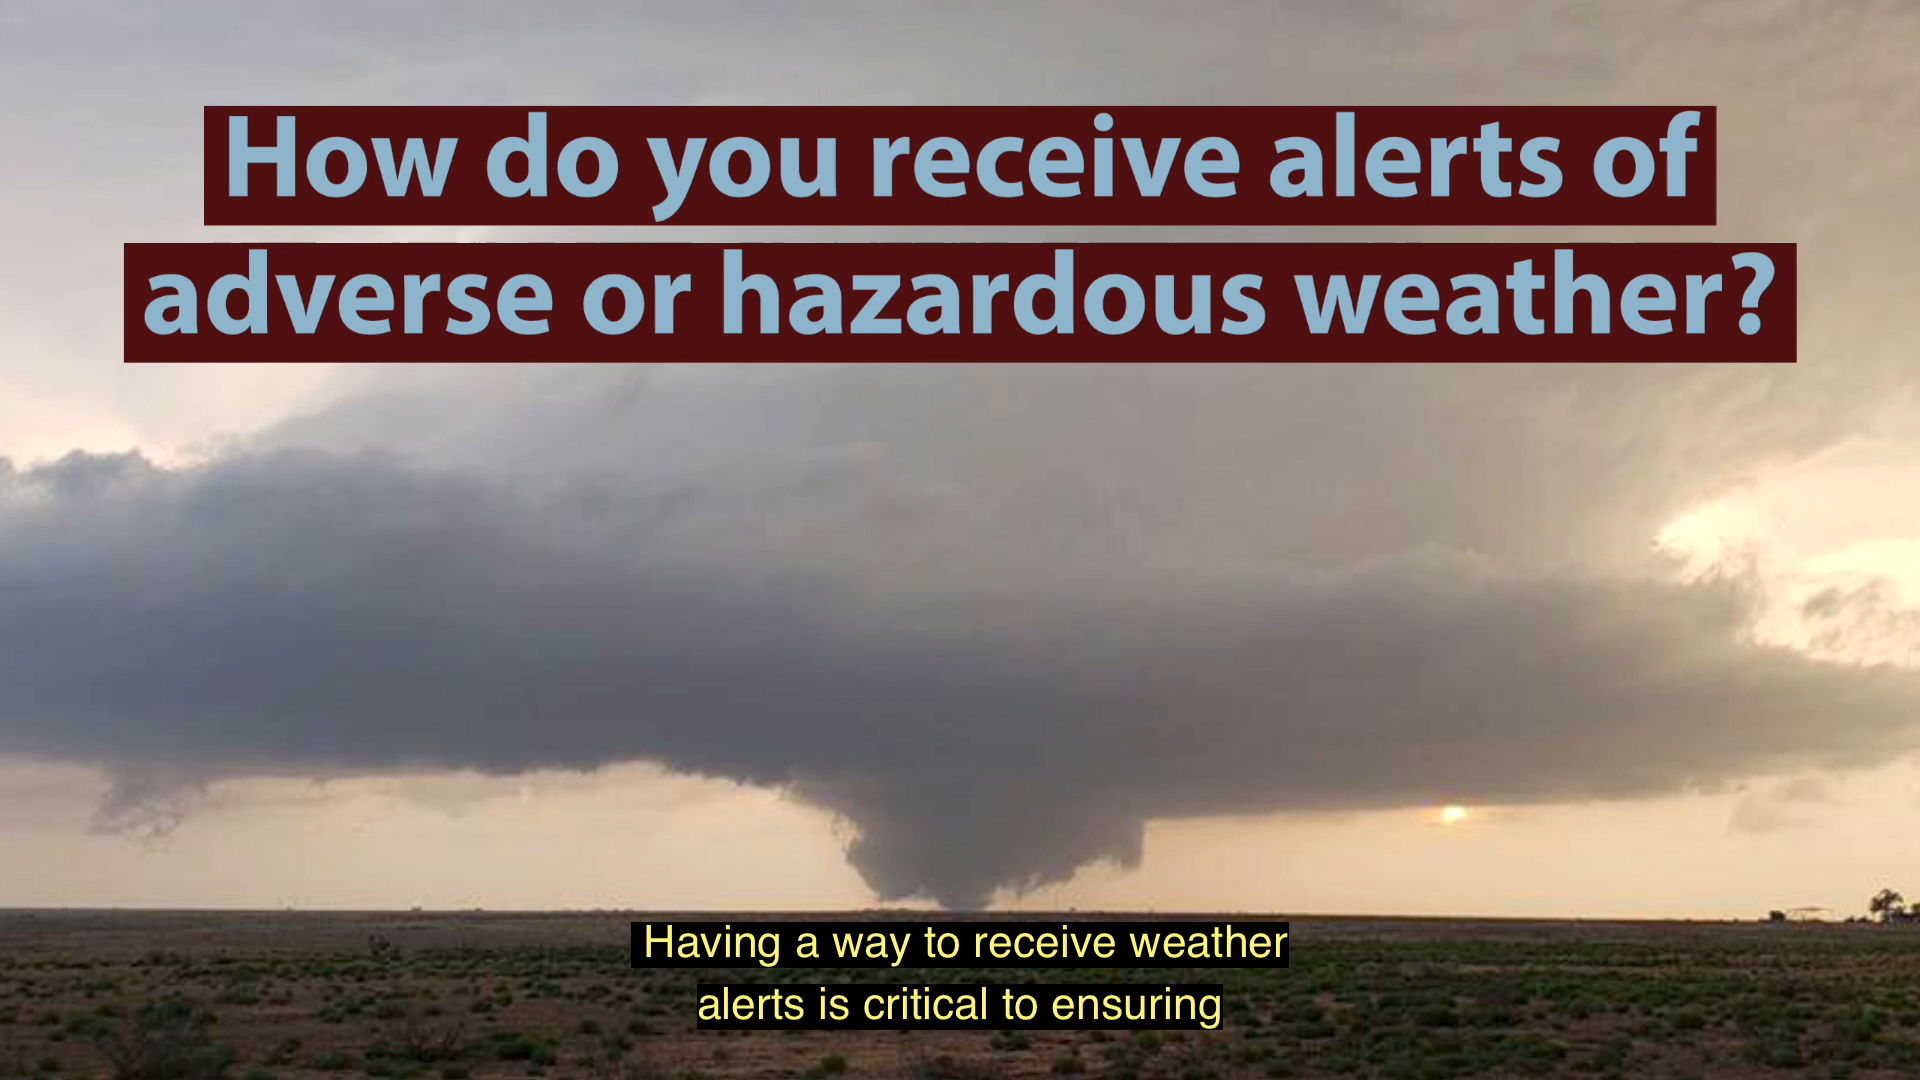 How do you receive alerts of
adverse or hazardous weather?
Having a way to receive weather
alerts is critical to ensuring